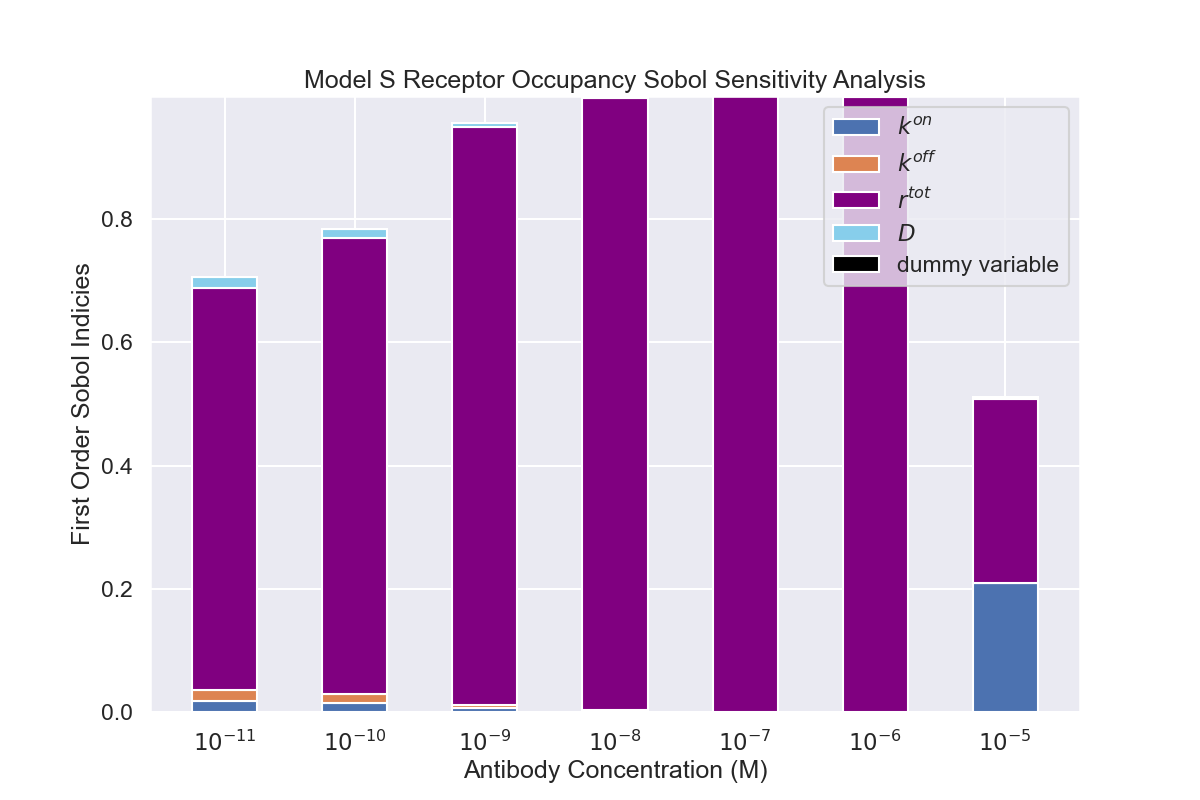 Model S Receptor Occupancy Sobol Sensitivity Analysis
First Order Sobol Indicies
0.8
0.6
0.4
0.2
0.0
k^on
k^off
r^tot
D
dummy variable
10^−11 10^−10 10^−9 10^−8 10^−7 10^−6 10^−5
Antibody Concentration (M)